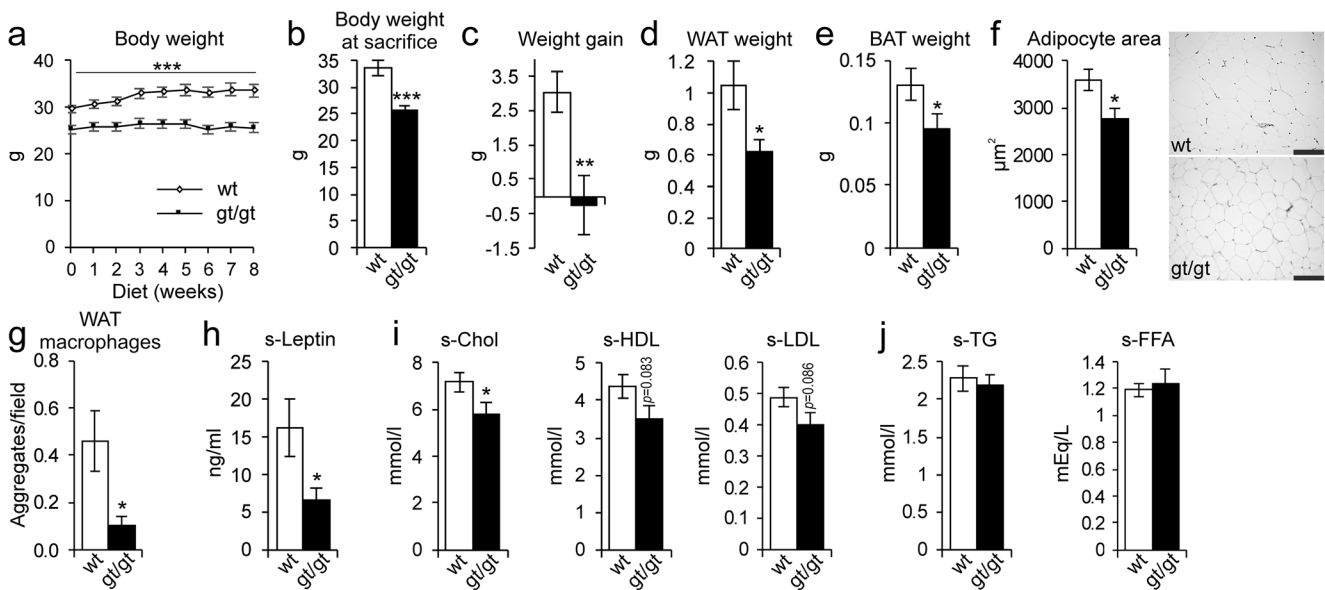 a
Body weight
***
40
30
20
10
0
g
wt
gt/gt
0 1 2 3 4 5 6 7 8
Diet (weeks)
b
Body weight
at sacrifice
35
30
25
20
15
10
5
0
g
***
wt
gt/gt
c
Weight gain
3.5
2.5
1.5
0.5
-0.5
-1.5
g
**
wt
gt/gt
d
WAT weight
1.2
1
0.8
0.6
0.4
0.2
0
g
*
wt
gt/gt
e
BAT weight
0.15
0.1
0.05
0
g
*
wt
gt/gt
f
Adipocyte area
4000
3000
2000
1000
0
µm²
*
wt
gt/gt
wt
gt/gt
g
WAT
macrophages
0.8
0.6
0.4
0.2
0.0
Aggregates/field
*
wt
gt/gt
h
s-Leptin
25
20
15
10
5
0
ng/ml
*
wt
gt/gt
i
s-Chol
8
6
4
2
0
mmol/l
*
wt
gt/gt
s-HDL
5
4
3
2
1
0
mmol/l
p=0.083
wt
gt/gt
s-LDL
0.6
0.5
0.4
0.3
0.2
0.1
0
mmol/l
p=0.086
wt
gt/gt
j
s-TG
2.5
2
1.5
1
0.5
0
mmol/l
wt
gt/gt
s-FFA
1.4
1.2
1
0.8
0.6
0.4
0.2
0
mEq/L
wt
gt/gt